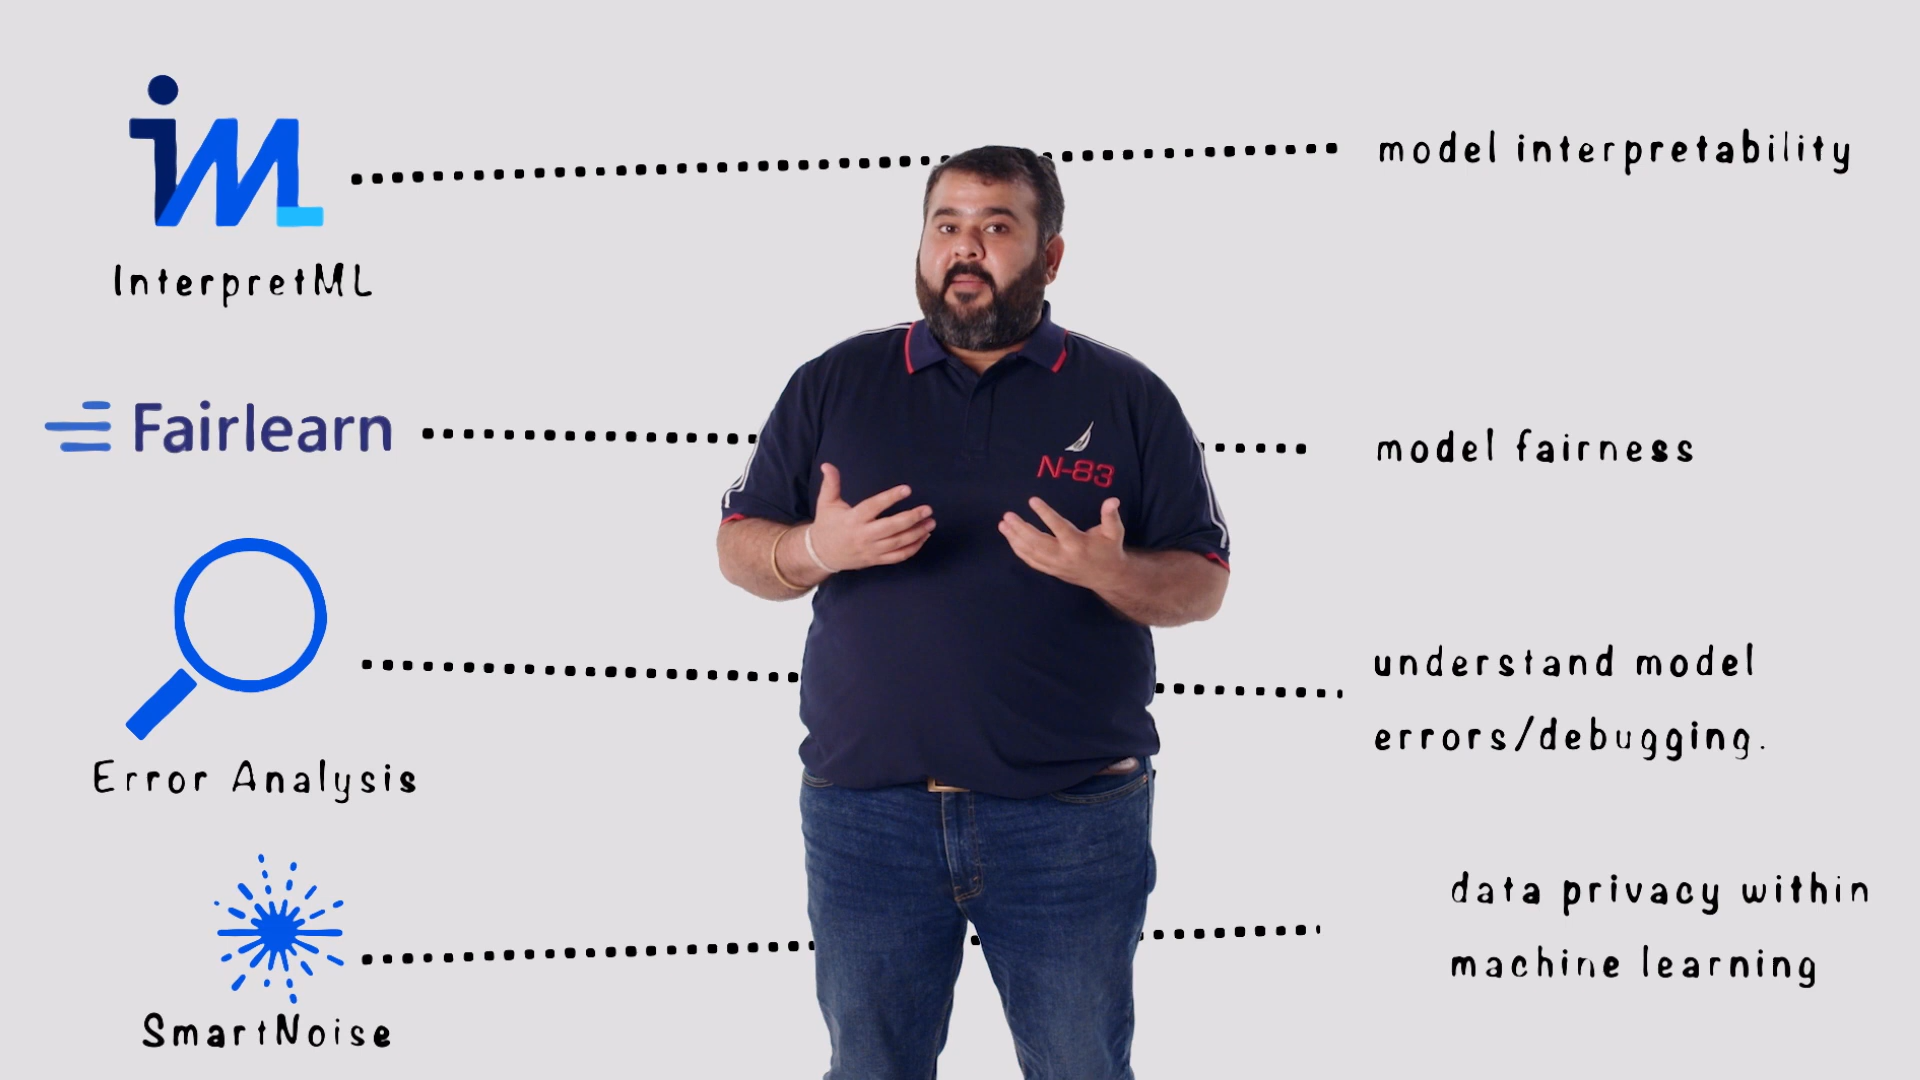 model interpretability
InterpretML
Fairlearn
model fairness
N-83
understand model
errors/debugging.
Error Analysis
data privacy within
machine learning
SmartNoise